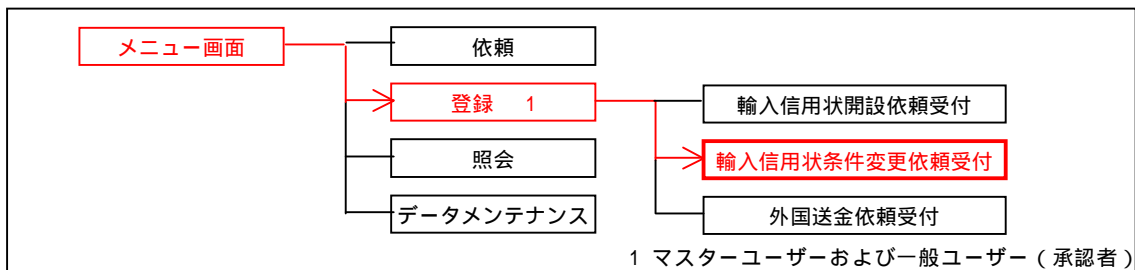 メニュー画面
依頼
登録 1
輸入信用状開設依頼受付
照会
輸入信用状条件変更依頼受付
データメンテナンス
外国送金依頼受付
1 マスターユーザーおよび一般ユーザー(承認者)